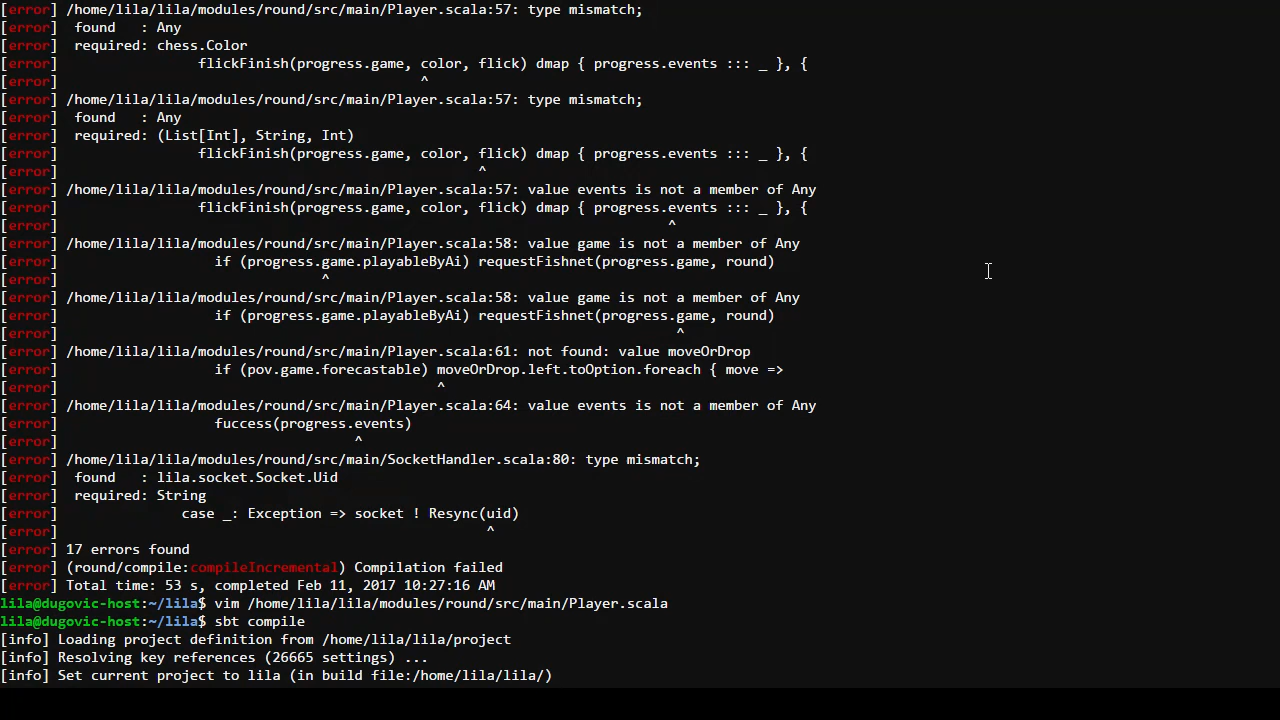 [error] /home/lila/lila/modules/round/src/main/Player.scala:57: type mismatch;
[error]  found   : Any
[error]  required: chess.Color
[error]                 flickFinish(progress.game, color, flick) dmap { progress.events ::: _ }, {
[error]                                            ^
[error] /home/lila/lila/modules/round/src/main/Player.scala:57: type mismatch;
[error]  found   : Any
[error]  required: (List[Int], String, Int)
[error]                 flickFinish(progress.game, color, flick) dmap { progress.events ::: _ }, {
[error]                                                   ^
[error] /home/lila/lila/modules/round/src/main/Player.scala:57: value events is not a member of Any
[error]                 flickFinish(progress.game, color, flick) dmap { progress.events ::: _ }, {
[error]                                                                          ^
[error] /home/lila/lila/modules/round/src/main/Player.scala:58: value game is not a member of Any
[error]                   if (progress.game.playableByAi) requestFishnet(progress.game, round)
[error]                                ^
[error] /home/lila/lila/modules/round/src/main/Player.scala:58: value game is not a member of Any
[error]                   if (progress.game.playableByAi) requestFishnet(progress.game, round)
[error]                                                                           ^
[error] /home/lila/lila/modules/round/src/main/Player.scala:61: not found: value moveOrDrop
[error]                   if (pov.game.forecastable) moveOrDrop.left.toOption.foreach { move =>
[error]                                              ^
[error] /home/lila/lila/modules/round/src/main/Player.scala:64: value events is not a member of Any
[error]                   fuccess(progress.events)
[error]                                    ^
[error] /home/lila/lila/modules/round/src/main/SocketHandler.scala:80: type mismatch;
[error]  found   : lila.socket.Socket.Uid
[error]  required: String
[error]               case _: Exception => socket ! Resync(uid)
[error]                                                    ^
[error] 17 errors found
[error] (round/compile:compileIncremental) Compilation failed
[error] Total time: 53 s, completed Feb 11, 2017 10:27:16 AM
lila@dugovic-host:~/lila$ vim /home/lila/lila/modules/round/src/main/Player.scala
lila@dugovic-host:~/lila$ sbt compile
[info] Loading project definition from /home/lila/lila/project
[info] Resolving key references (26665 settings) ...
[info] Set current project to lila (in build file:/home/lila/lila/)